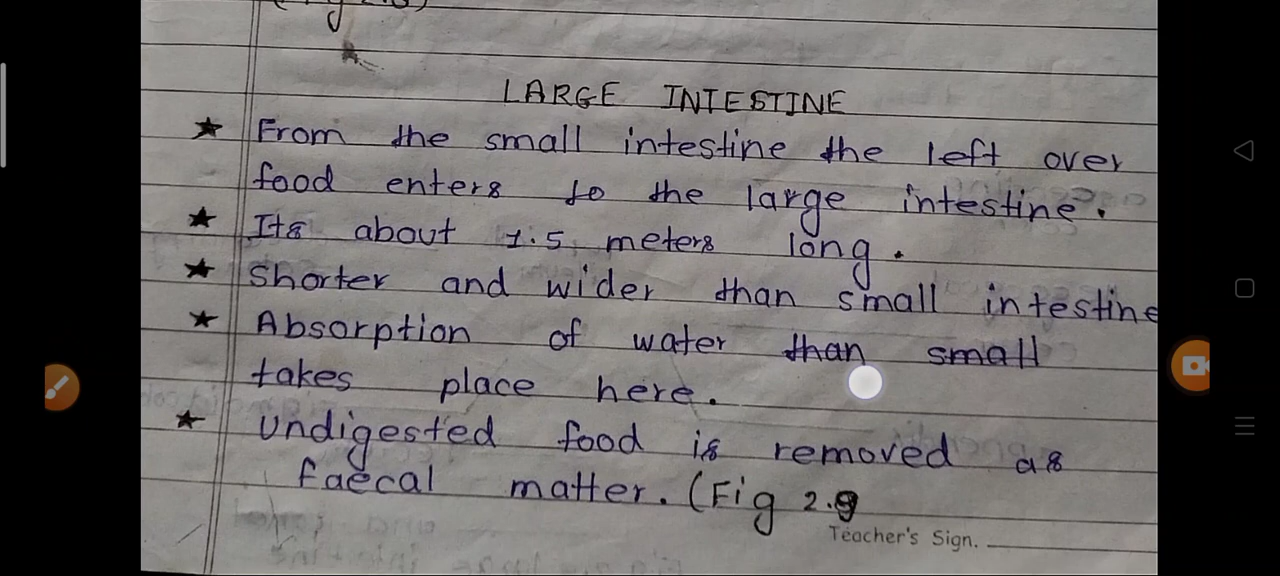 LARGE INTESTINE
★ From the small intestine the left over
food enters to the large intestine.
★ Its about 1.5 meters long.
★ Shorter and wider than small intestine
★ Absorption of water than small
takes place here.
★ Undigested food is removed as
faecal matter. (Fig 2.9
Teacher's Sign.